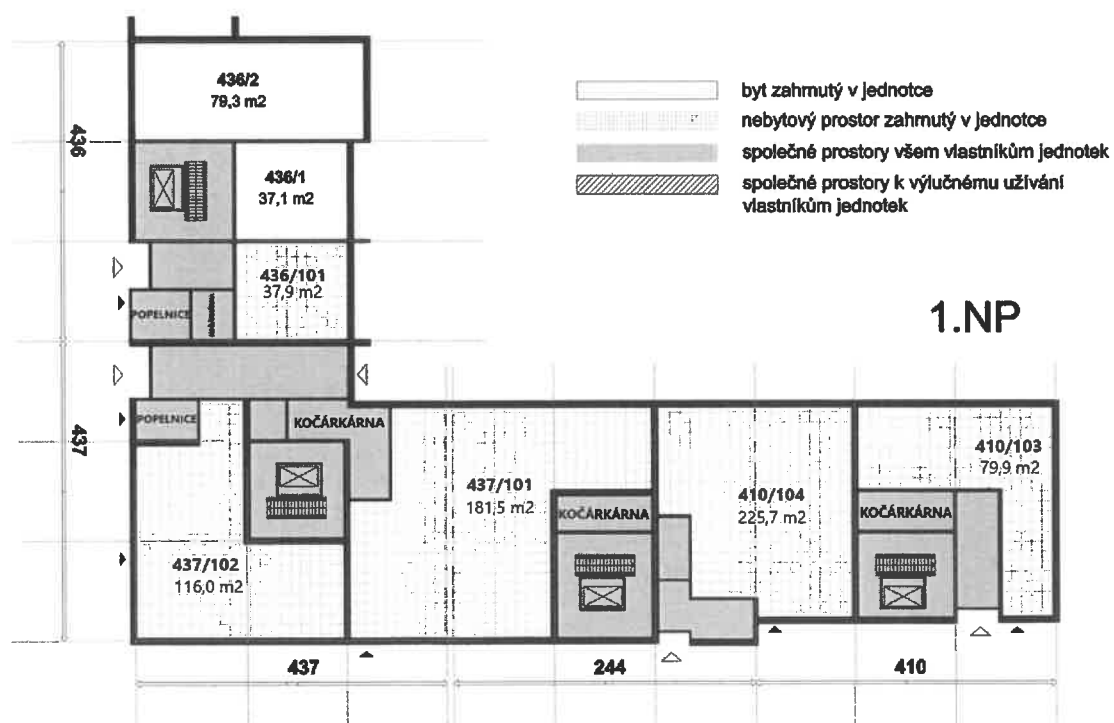 436/2
79,3 m2
436/1
37,1 m2
436/101
37,9 m2
POPELNICE
436
437
byt zahrnutý v jednotce
nebytový prostor zahrnutý v jednotce
společné prostory všem vlastníkům jednotek
společné prostory k výlučnému užívání
vlastníkům jednotek
1.NP
POPELNICE
KOČÁRKÁRNA
437/101
181,5 m2
KOČÁRKÁRNA
410/104
225,7 m2
410/103
79,9 m2
KOČÁRKÁRNA
437/102
116,0 m2
437
244
410